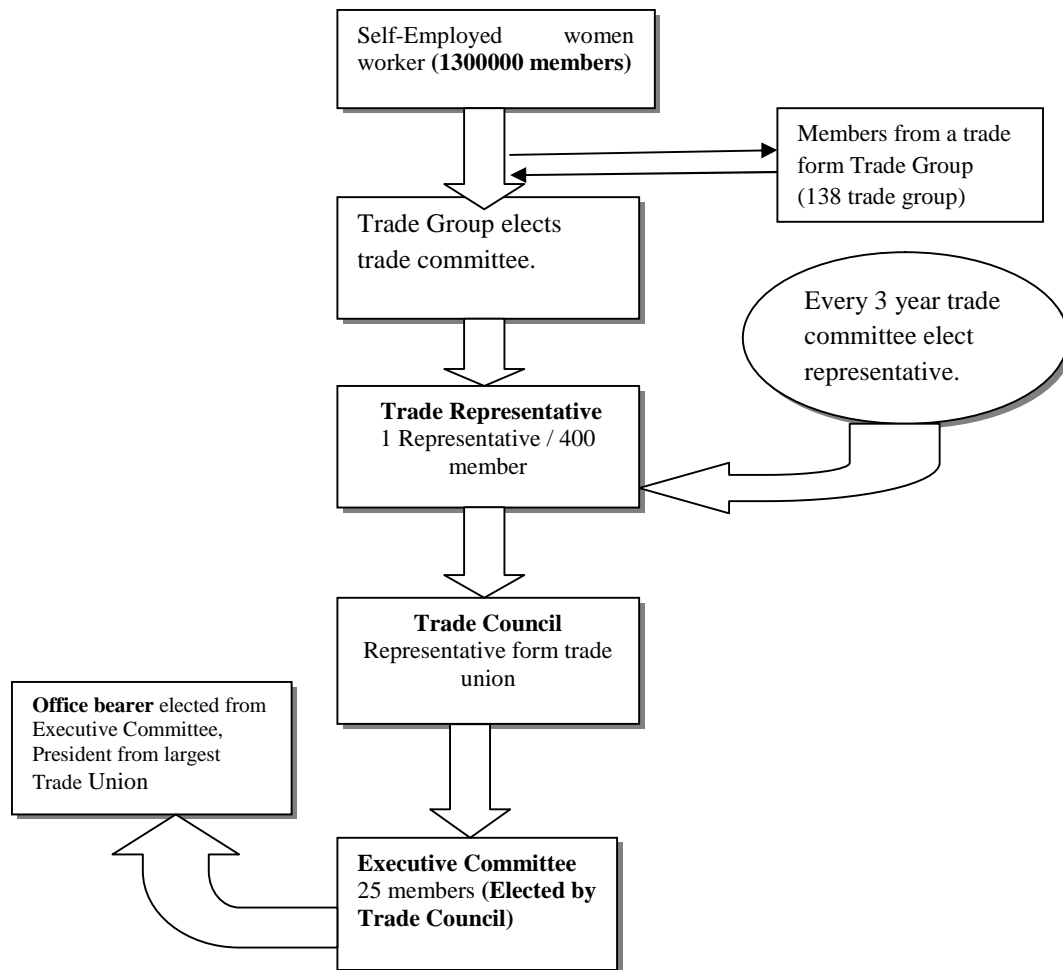 Self-Employed women
worker (1300000 members)
Members from a trade
form Trade Group
(138 trade group)
Trade Group elects
trade committee.
Every 3 year trade
committee elect
representative.
Trade Representative
1 Representative / 400
member
Trade Council
Representative form trade
union
Office bearer elected from
Executive Committee,
President from largest
Trade Union
Executive Committee
25 members (Elected by
Trade Council)